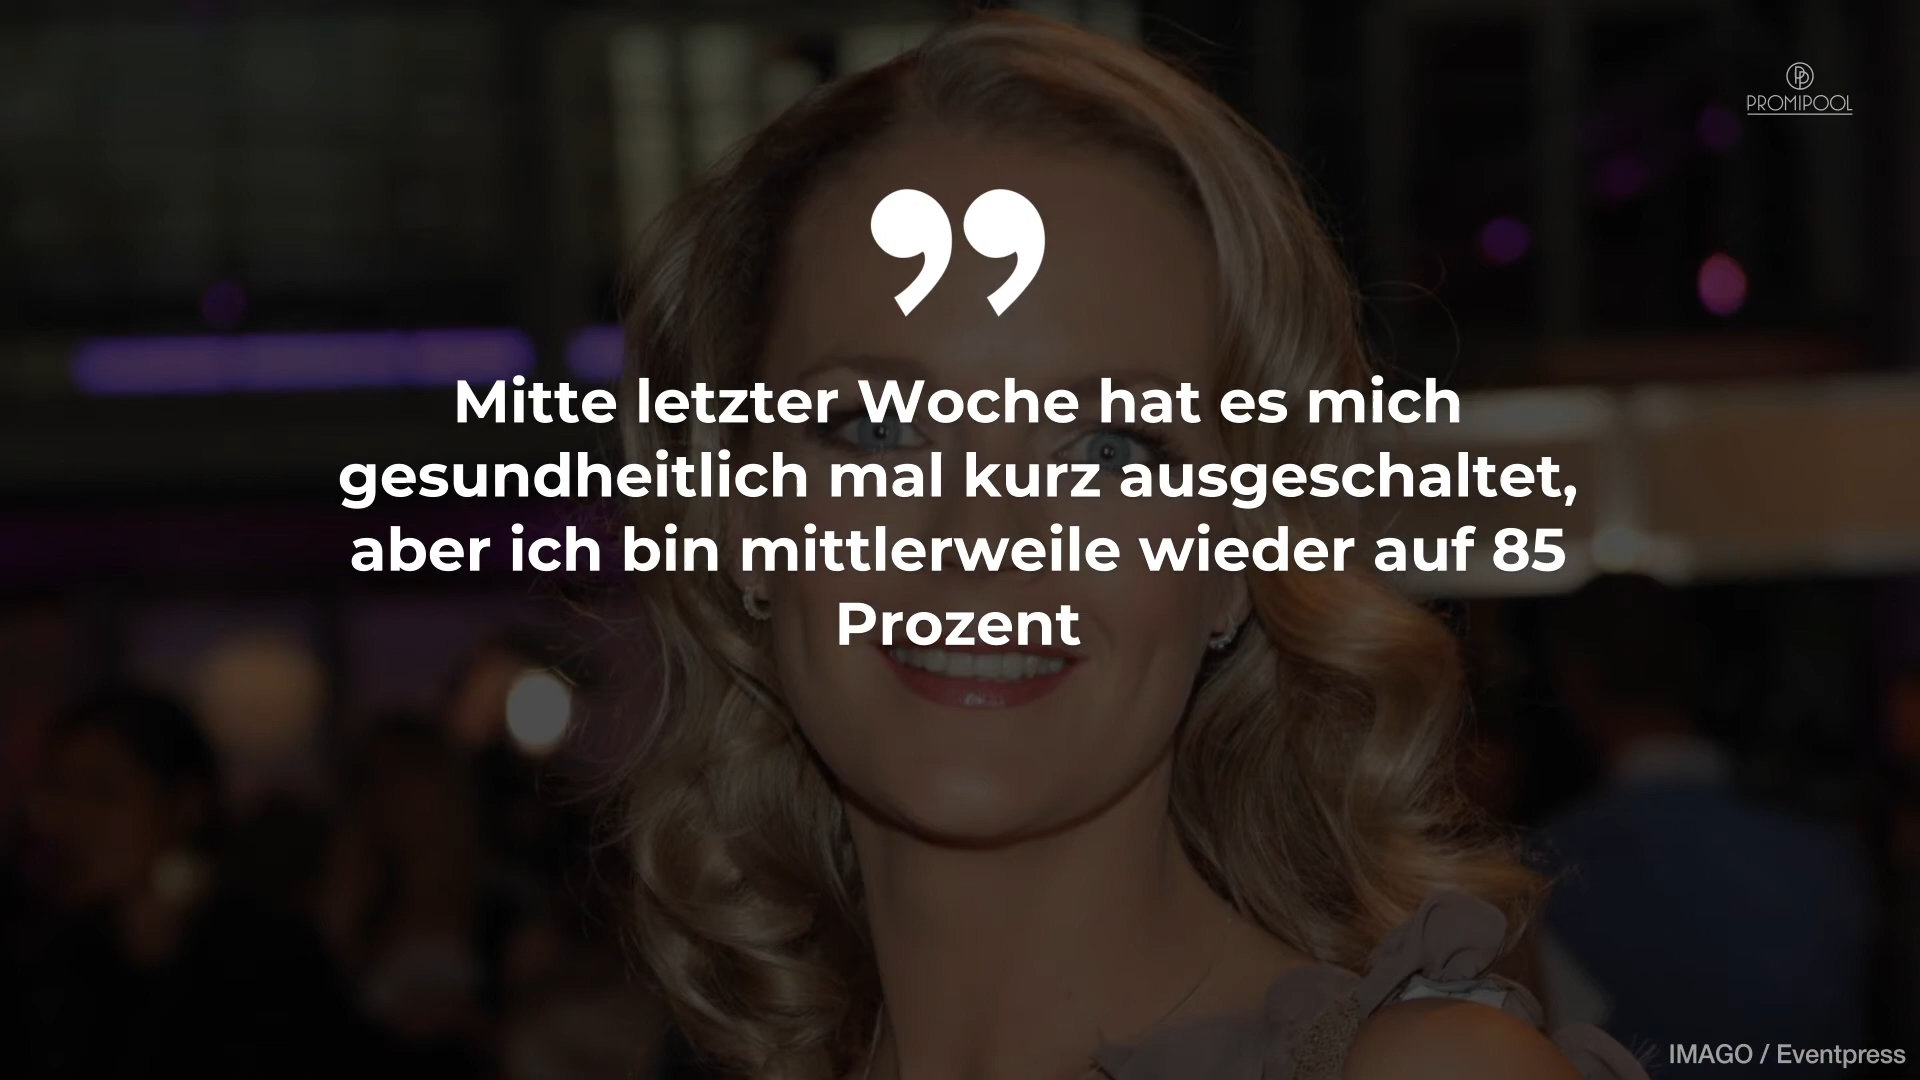 PROMIPOOL
”
Mitte letzter Woche hat es mich
gesundheitlich mal kurz ausgeschaltet,
aber ich bin mittlerweile wieder auf 85
Prozent
IMAGO / Eventpress